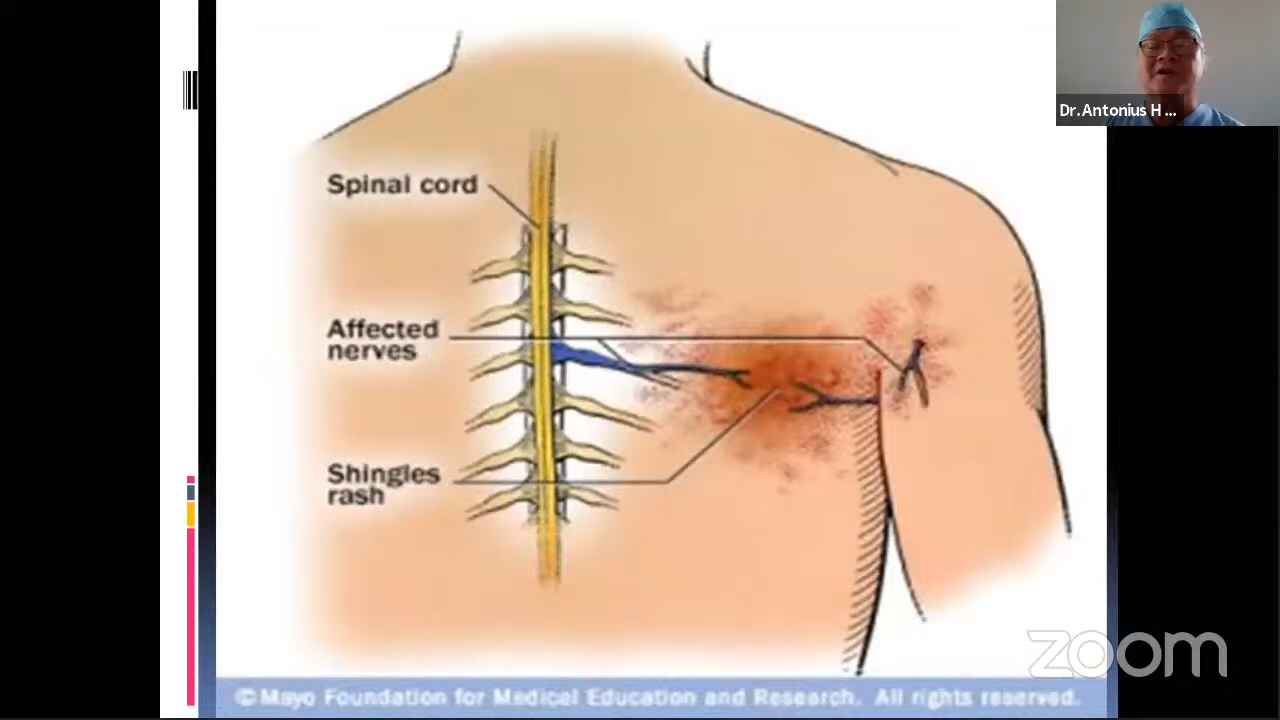 Dr.Antonius H ...
Spinal cord
Affected
nerves
Shingles
rash
zoom
©Mayo Foundation for Medical Education and Research. All rights reserved.